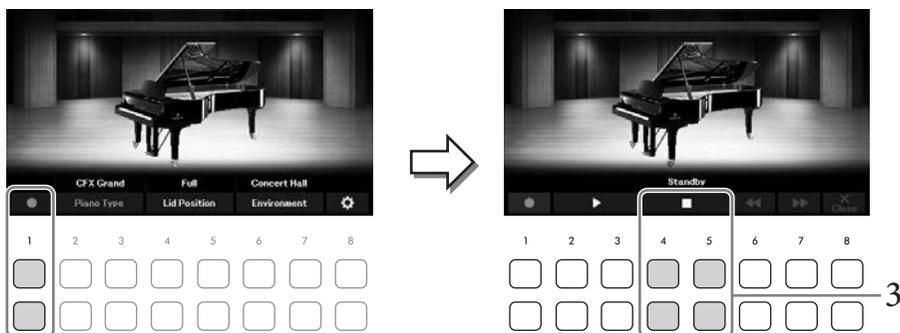 CFX Grand Full Concert Hall
Piano Type Lid Position Environment
1 2 3 4 5 6 7 8
Standby
Close
1 2 3 4 5 6 7 8
3